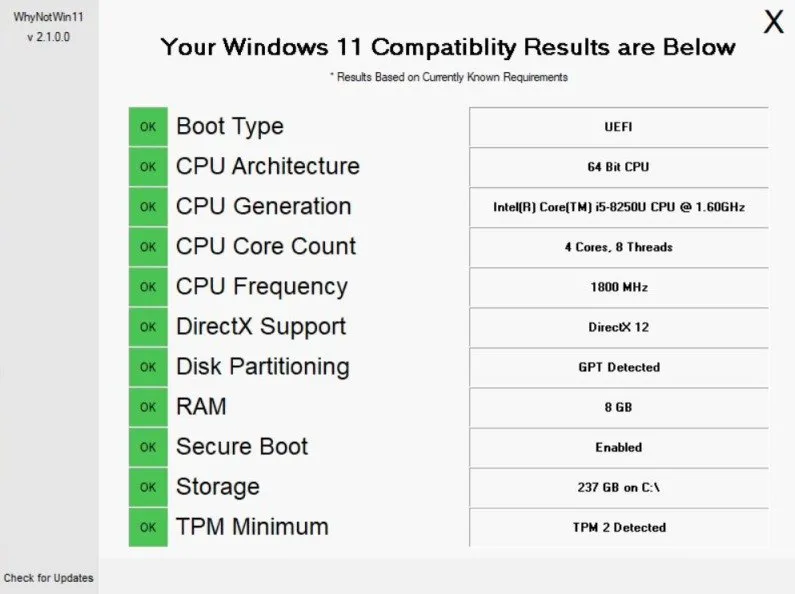 WhyNotWin11
v 2.1.0.0
X
Your Windows 11 Compatiblity Results are Below
* Results Based on Currently Known Requirements
OK Boot Type UEFI
OK CPU Architecture 64 Bit CPU
OK CPU Generation Intel(R) Core(TM) i5-8250U CPU @ 1.60GHz
OK CPU Core Count 4 Cores, 8 Threads
OK CPU Frequency 1800 MHz
OK DirectX Support DirectX 12
OK Disk Partitioning GPT Detected
OK RAM 8 GB
OK Secure Boot Enabled
OK Storage 237 GB on C:\
OK TPM Minimum TPM 2 Detected
Check for Updates